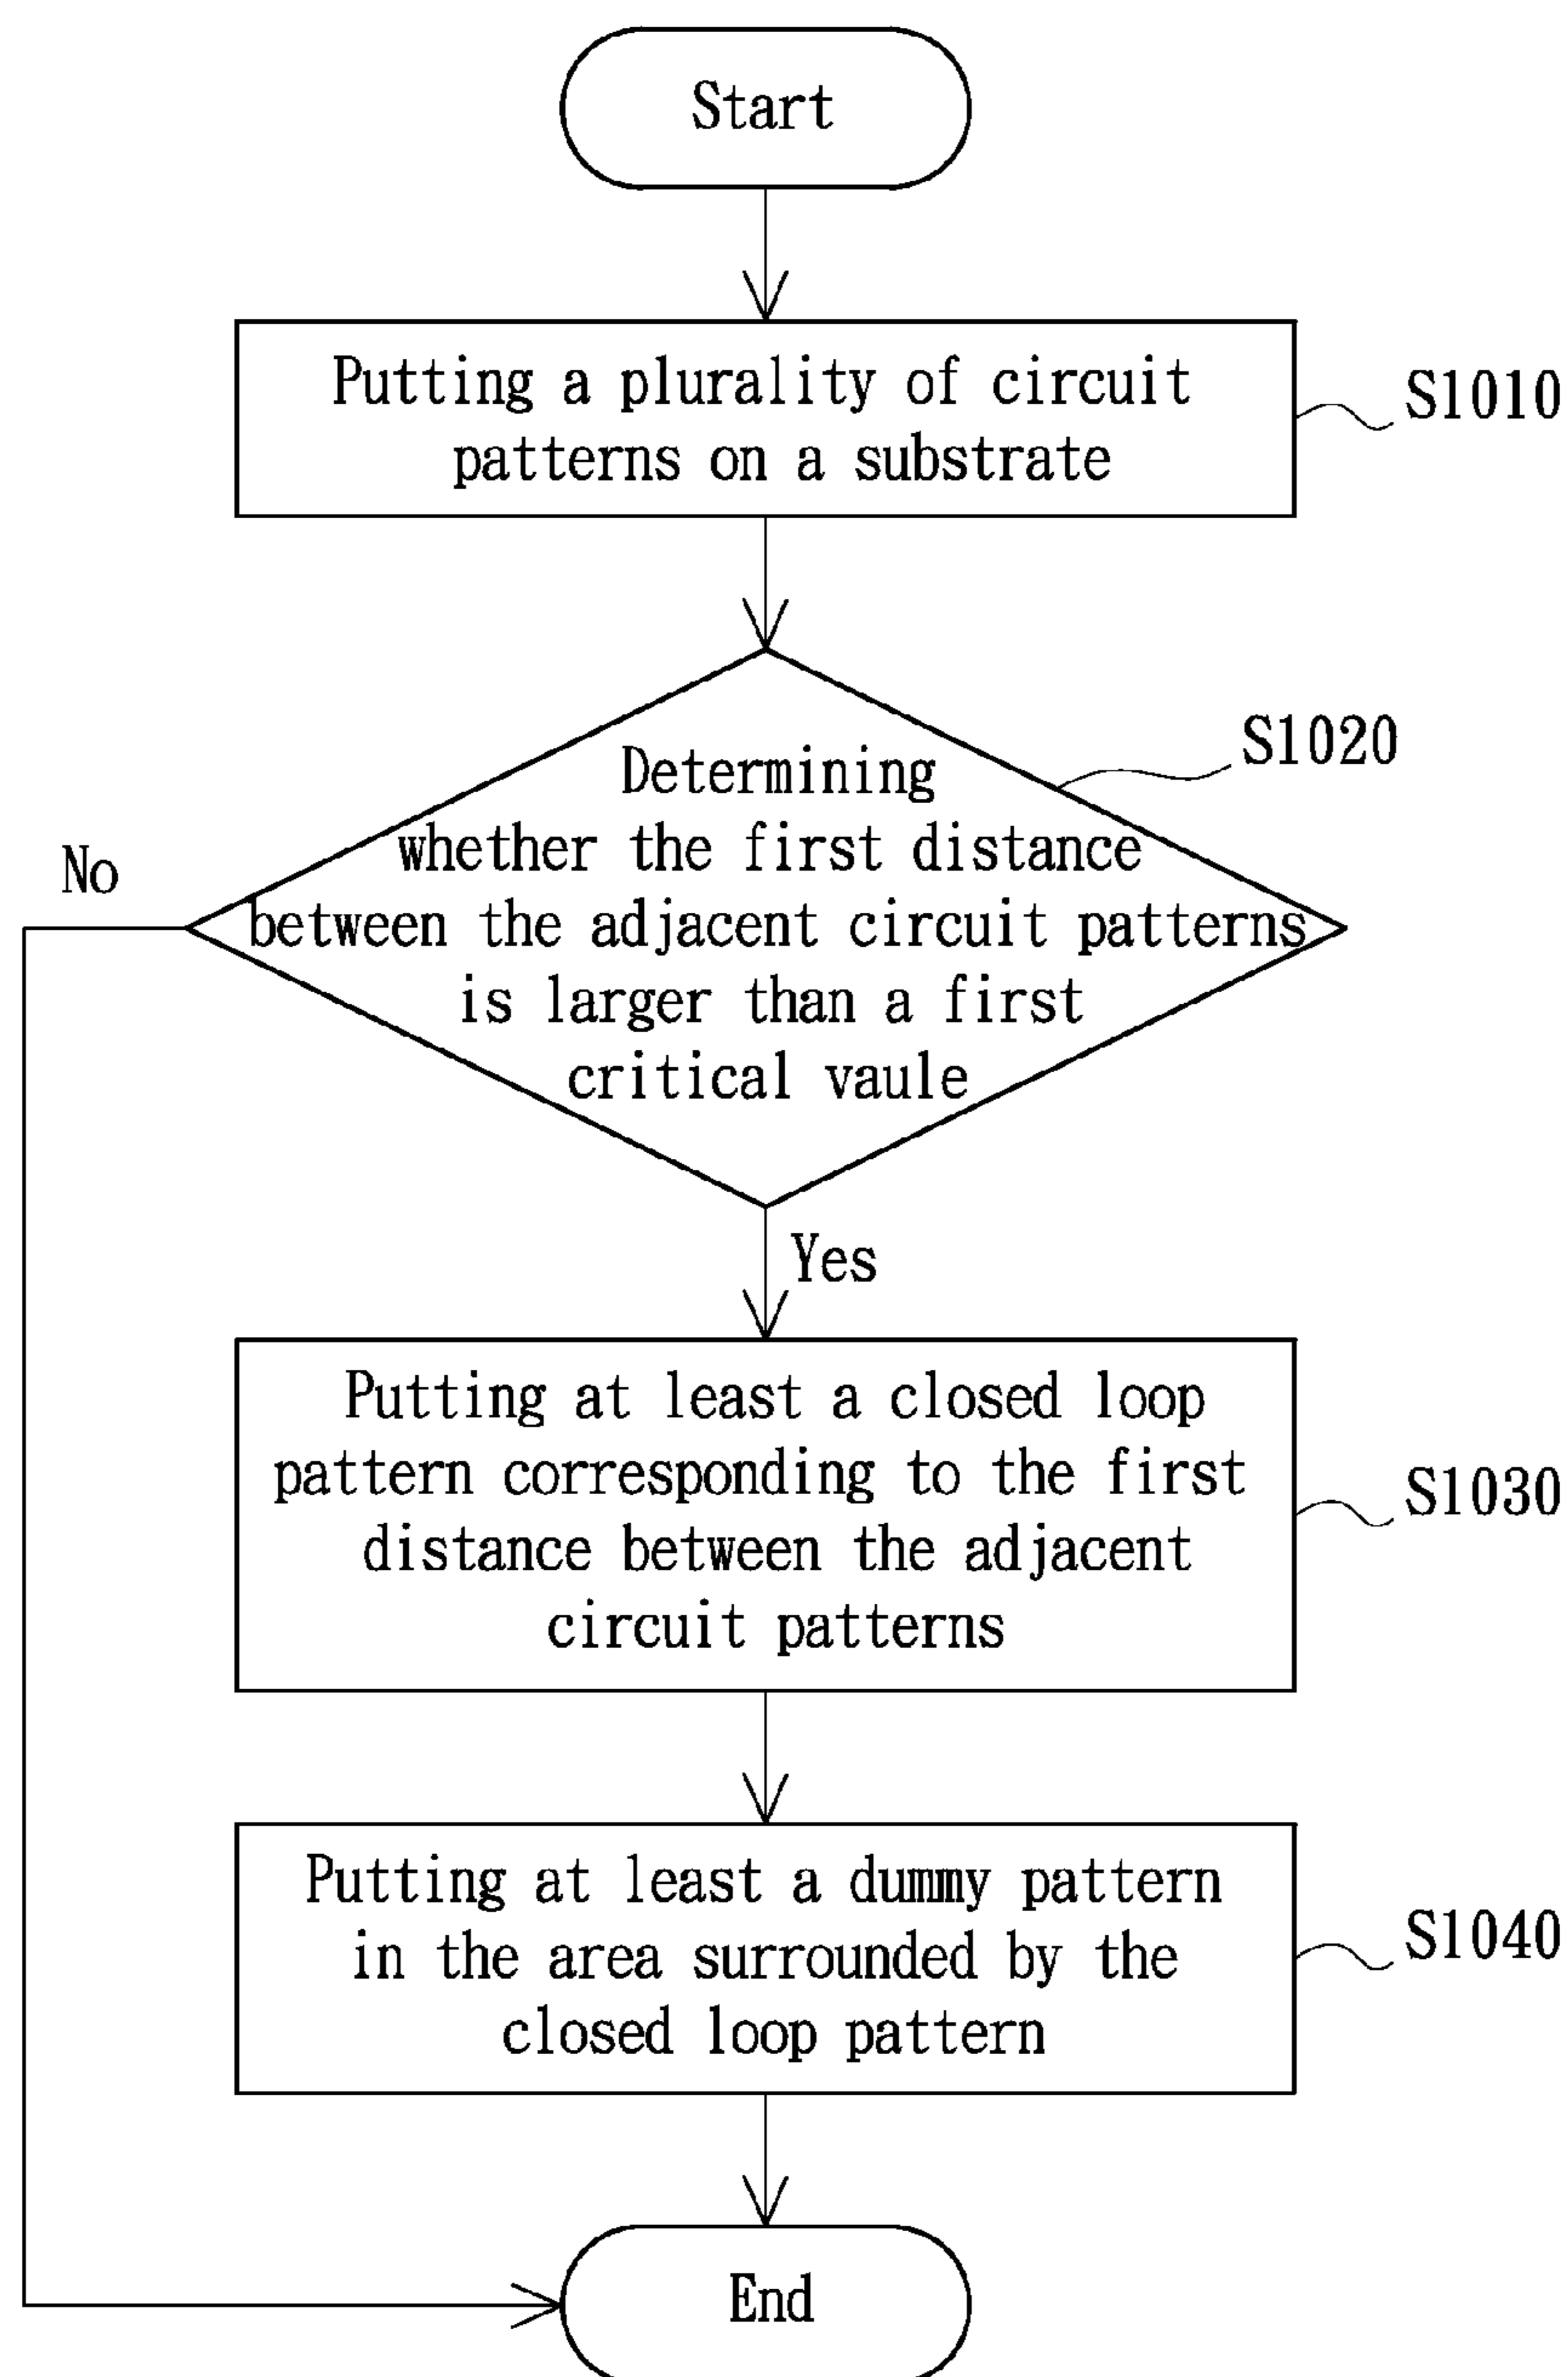 Start
Putting a plurality of circuit
patterns on a substrate
S1010
S1020
Determining
whether the first distance
between the adjacent circuit patterns
is larger than a first
critical vaule
No
Yes
Putting at least a closed loop
pattern corresponding to the first
distance between the adjacent
circuit patterns
S1030
Putting at least a dummy pattern
in the area surrounded by the
closed loop pattern
S1040
End